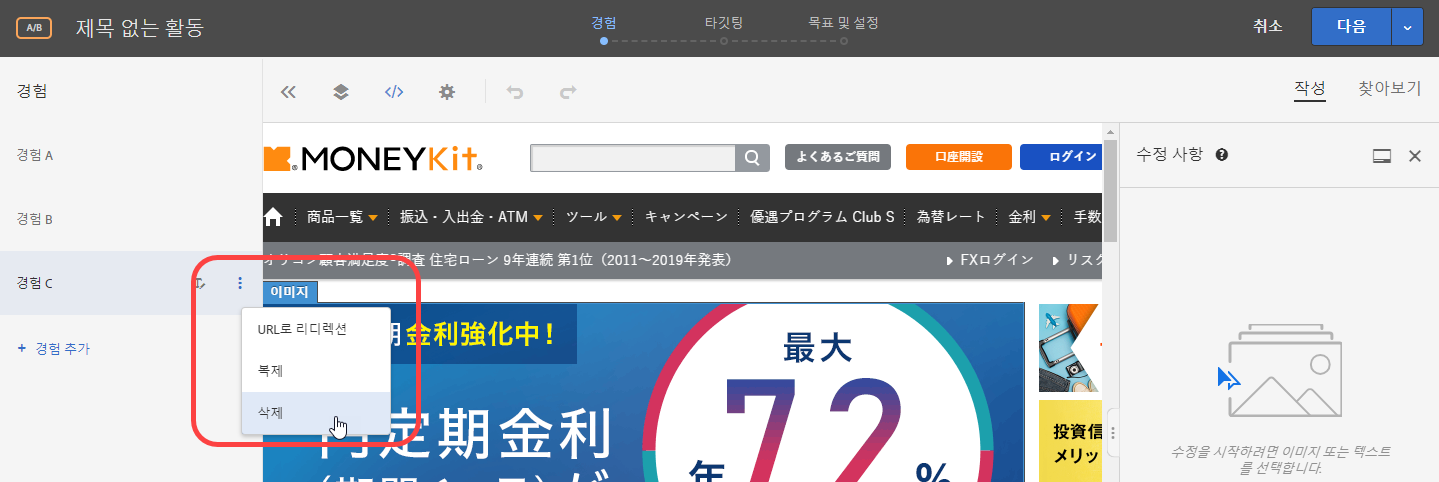 A/B 제목 없는 활동
경험 타깃팅 목표 및 설정
취소 다음
경험
작성 찾아보기
경험 A
경험 B
경험 C
URL로 리디렉션
복제
삭제
+ 경험 추가
MONEYKit
よくあるご質問 口座開設 ログイン
商品一覧 振込・入出金・ATM ツール キャンペーン 優遇プログラム Club S 為替レート 金利 手数
顧客満足度®調査 住宅ローン 9年連続 第1位（2011～2019年発表）
FXログイン リスク
이미지
期 金利強化中！
円定期金利
最大
年 7.2 %
投資信
メリッ
수정 사항
수정을 시작하려면 이미지 또는 텍스트
를 선택합니다.